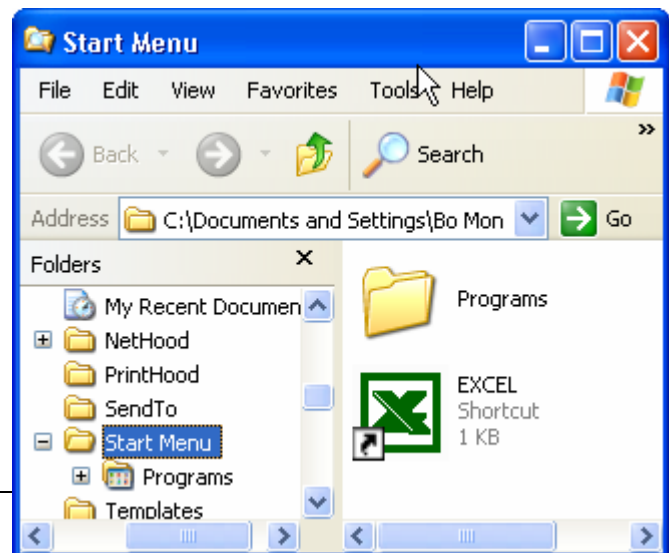 Start Menu
File Edit View Favorites Tools Help
Back Search »
Address C:\Documents and Settings\Bo Mon Go
Folders
My Recent Documen
NetHood
PrintHood
SendTo
Start Menu
Programs
Templates
Programs
EXCEL
Shortcut
1 KB